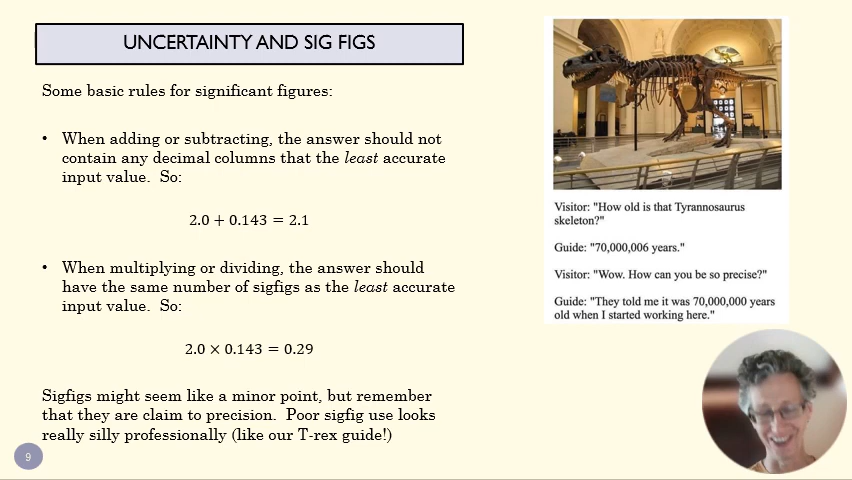 UNCERTAINTY AND SIG FIGS
Some basic rules for significant figures:
• When adding or subtracting, the answer should not
contain any decimal columns that the least accurate
input value. So:
2.0 + 0.143 = 2.1
• When multiplying or dividing, the answer should
have the same number of sigfigs as the least accurate
input value. So:
2.0 × 0.143 = 0.29
Sigfigs might seem like a minor point, but remember
that they are claim to precision. Poor sigfig use looks
really silly professionally (like our T-rex guide!)
9
Visitor: "How old is that Tyrannosaurus
skeleton?"
Guide: "70,000,006 years."
Visitor: "Wow. How can you be so precise?"
Guide: "They told me it was 70,000,000 years
old when I started working here."